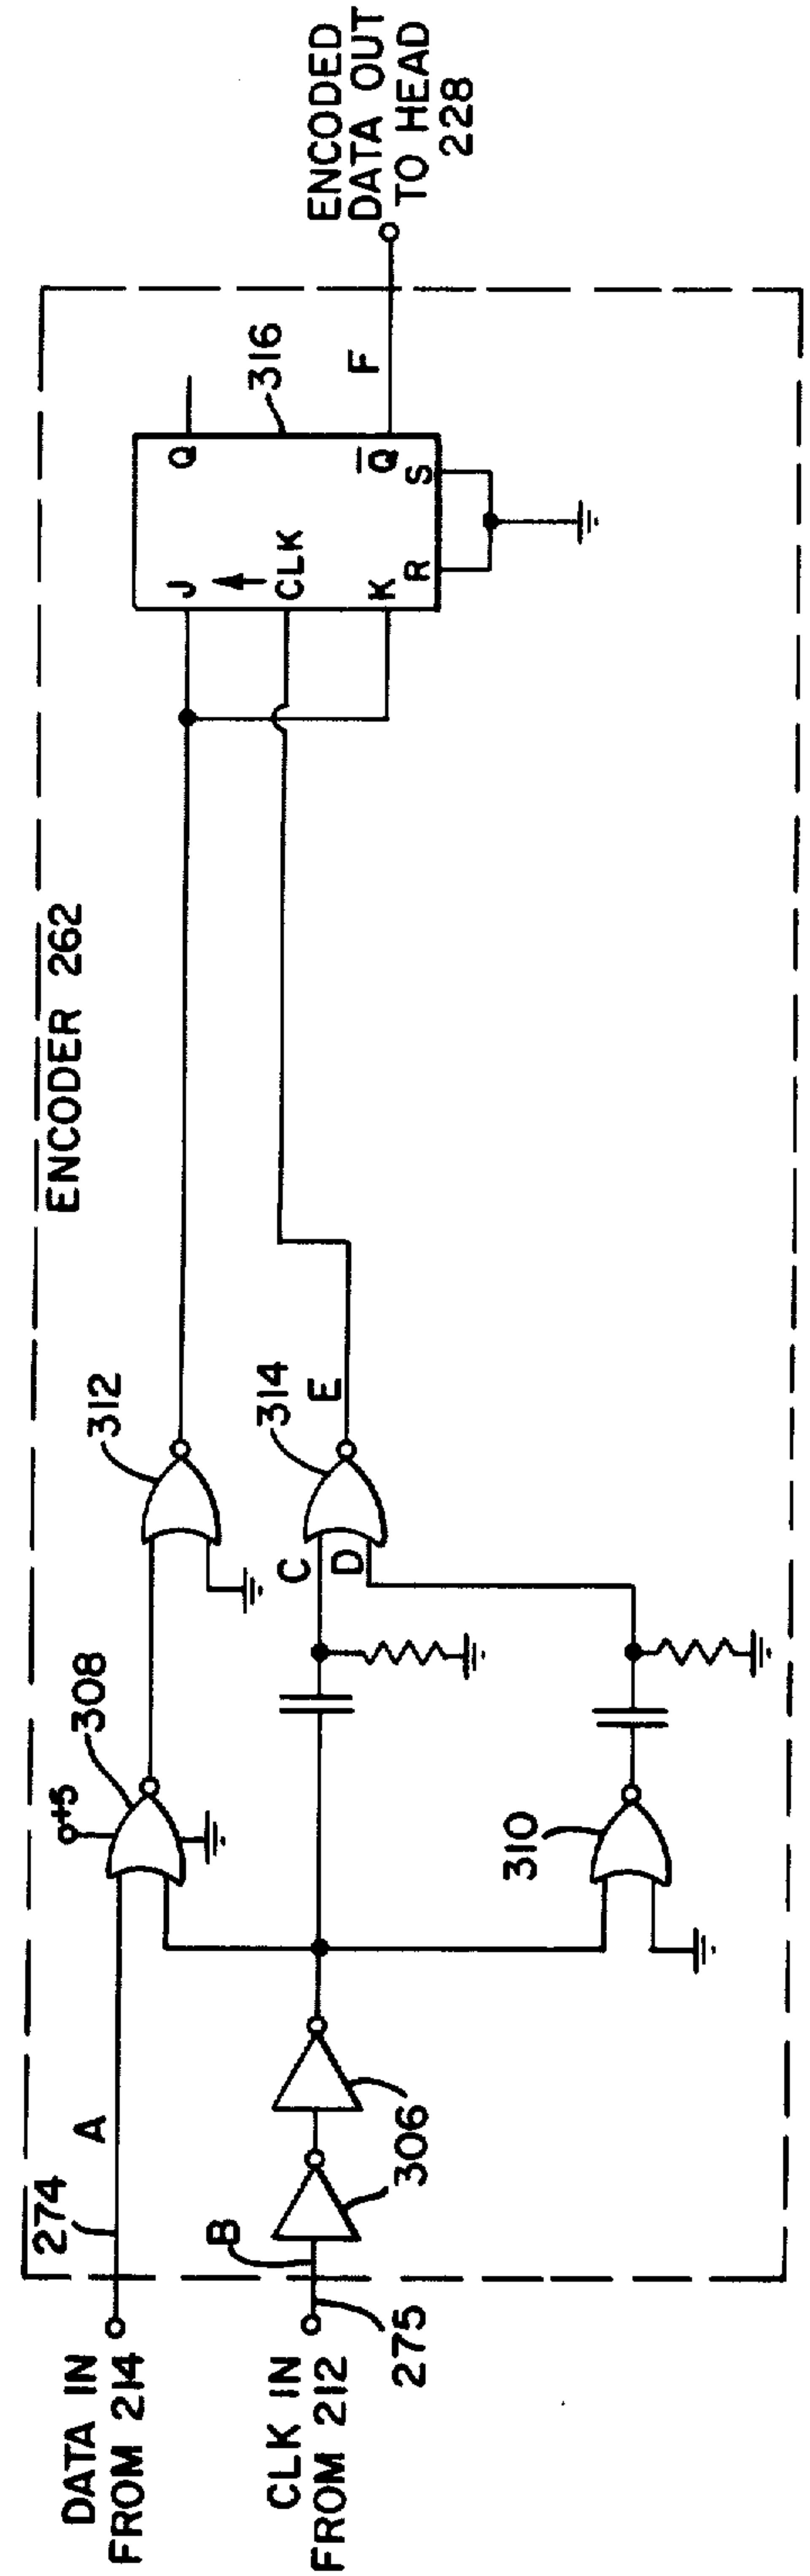 ENCODER 262
DATA IN
FROM 214
274
A
CLK IN
FROM 212
275
B
306
+5
308
310
312
C
D
314
E
J
CLK
K
Q
Q̅
R
S
316
F
ENCODED
DATA OUT
TO HEAD
228